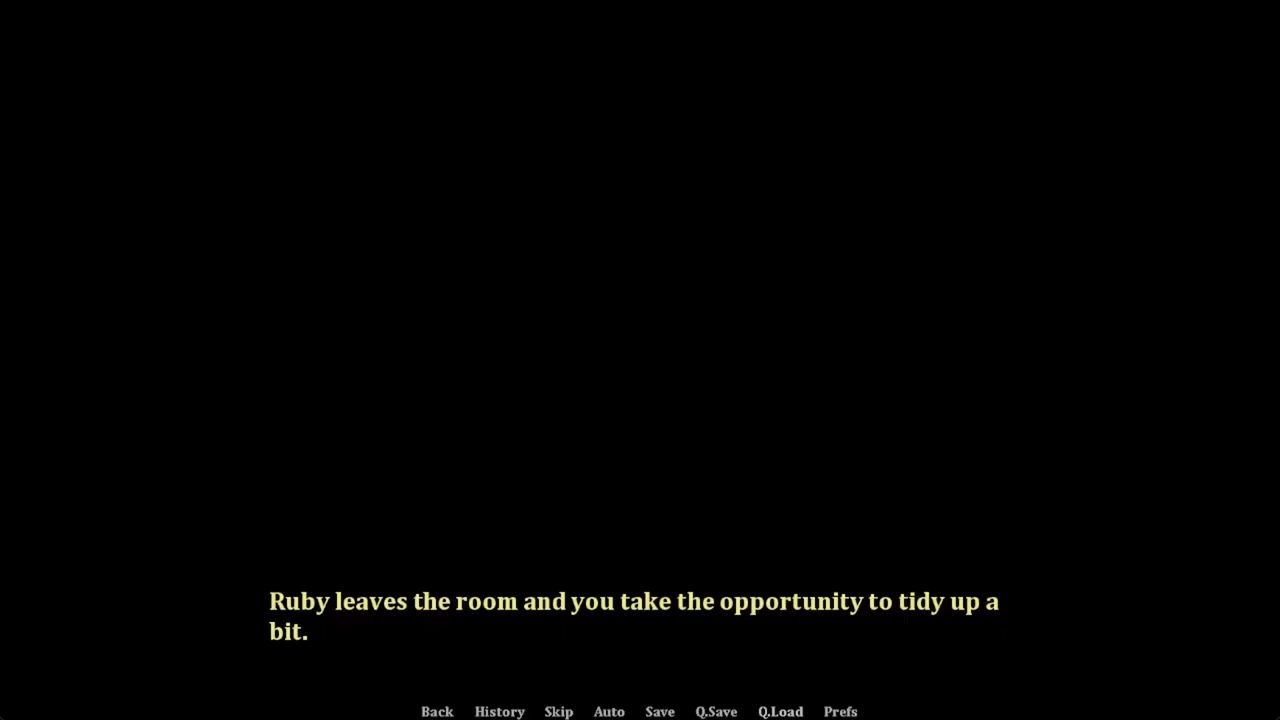 Ruby leaves the room and you take the opportunity to tidy up a
bit.
Back History Skip Auto Save Q.Save Q.Load Prefs